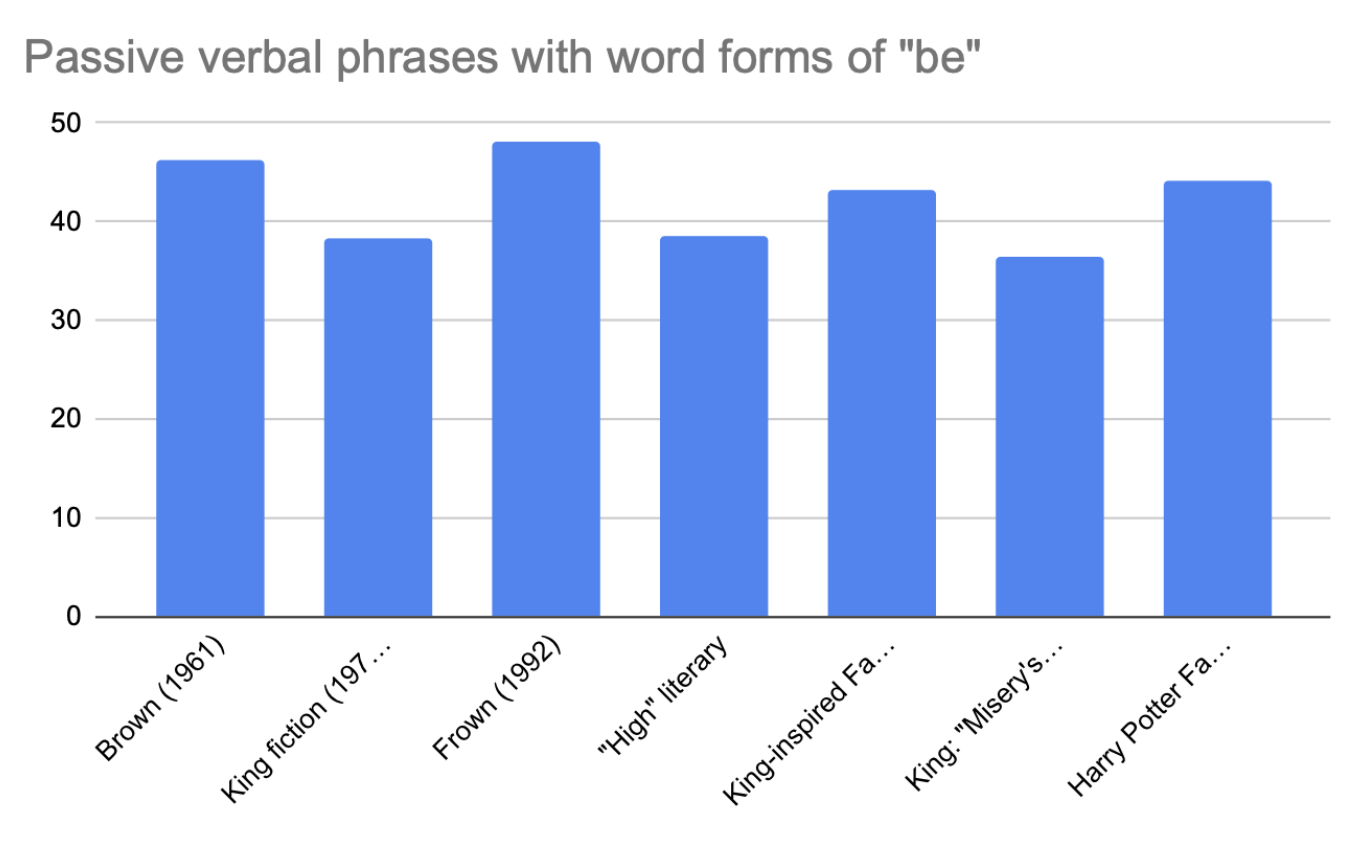 Passive verbal phrases with word forms of "be"
50
40
30
20
10
0
Brown (1961)
King fiction (197…
Frown (1992)
"High" literary
King-inspired Fa…
King: "Misery's…
Harry Potter Fa…